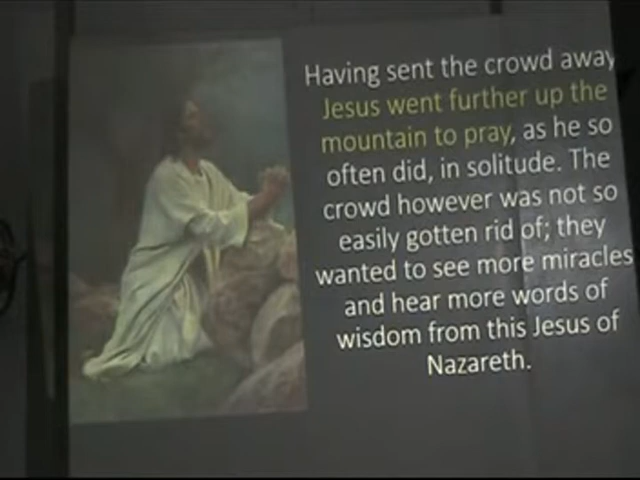 Having sent the crowd away
Jesus went further up the
mountain to pray, as he so
often did, in solitude. The
crowd however was not so
easily gotten rid of; they
wanted to see more miracles
and hear more words of
wisdom from this Jesus of
Nazareth.